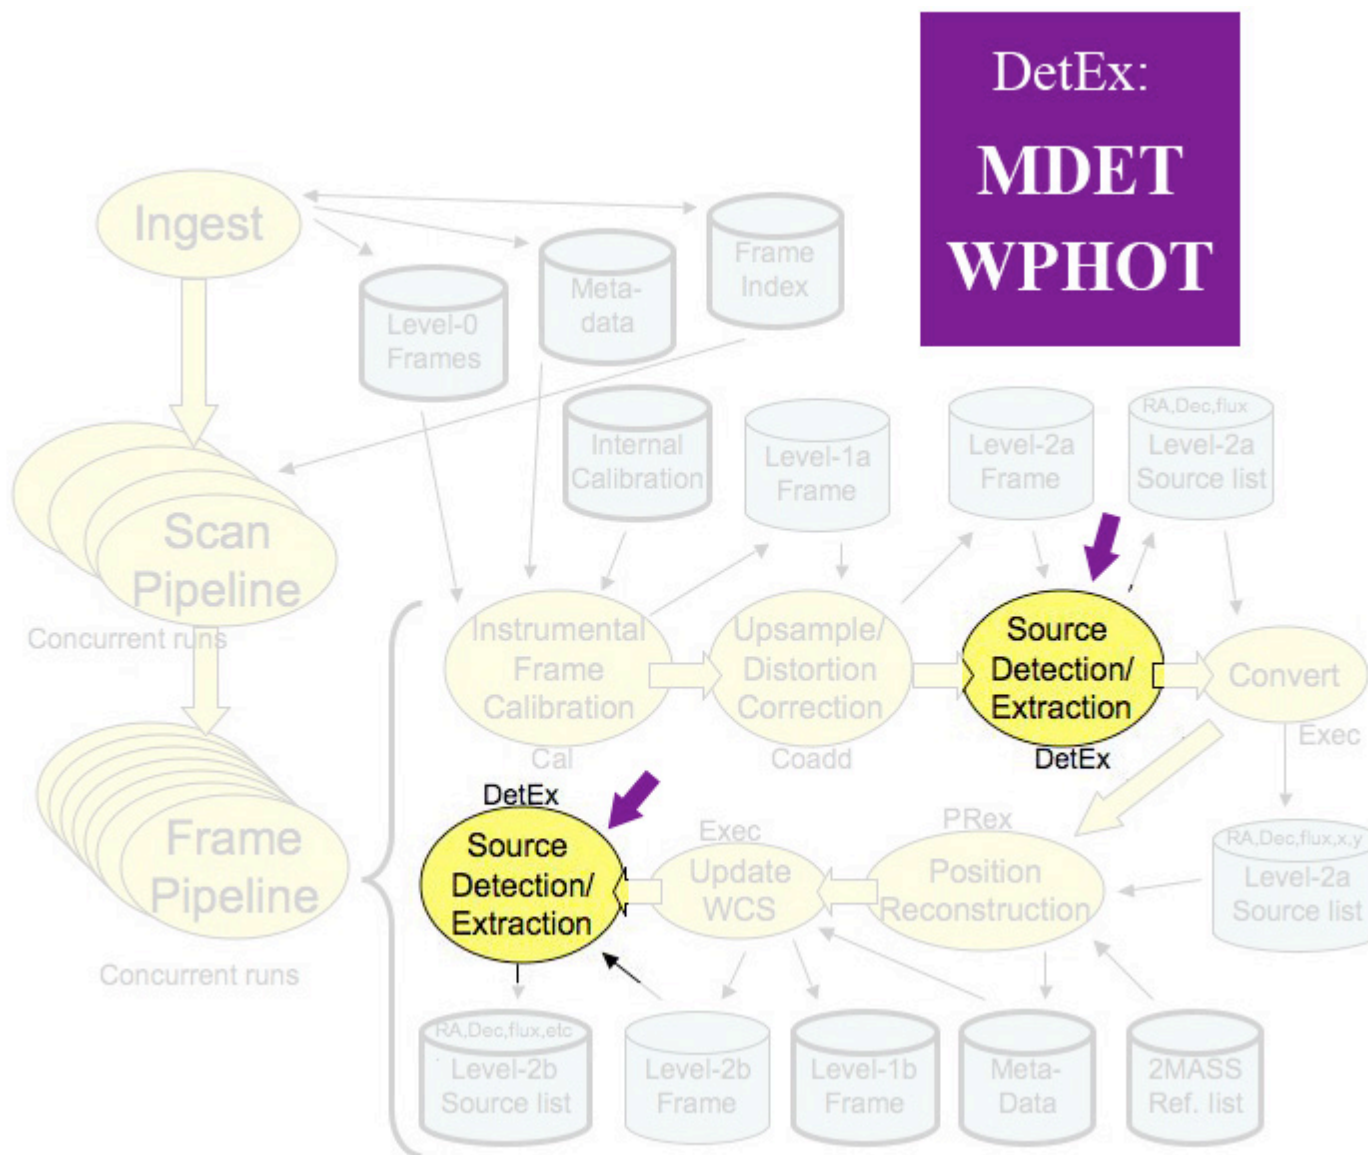 DetEx:
MDET
WPHOT
Ingest
Level-0
Frames
Meta-
data
Frame
Index
Scan
Pipeline
Concurrent runs
Internal
Calibration
Level-1a
Frame
Level-2a
Frame
RA,Dec,flux
Level-2a
Source list
Instrumental
Frame
Calibration
Cal
Upsample/
Distortion
Correction
Coadd
Source
Detection/
Extraction
DetEx
Convert
Exec
Frame
Pipeline
Concurrent runs
DetEx
Source
Detection/
Extraction
Exec
Update
WCS
PRex
Position
Reconstruction
RA,Dec,flux,x,y
Level-2a
Source list
RA,Dec,flux,etc
Level-2b
Source list
Level-2b
Frame
Level-1b
Frame
Meta-
Data
2MASS
Ref. list